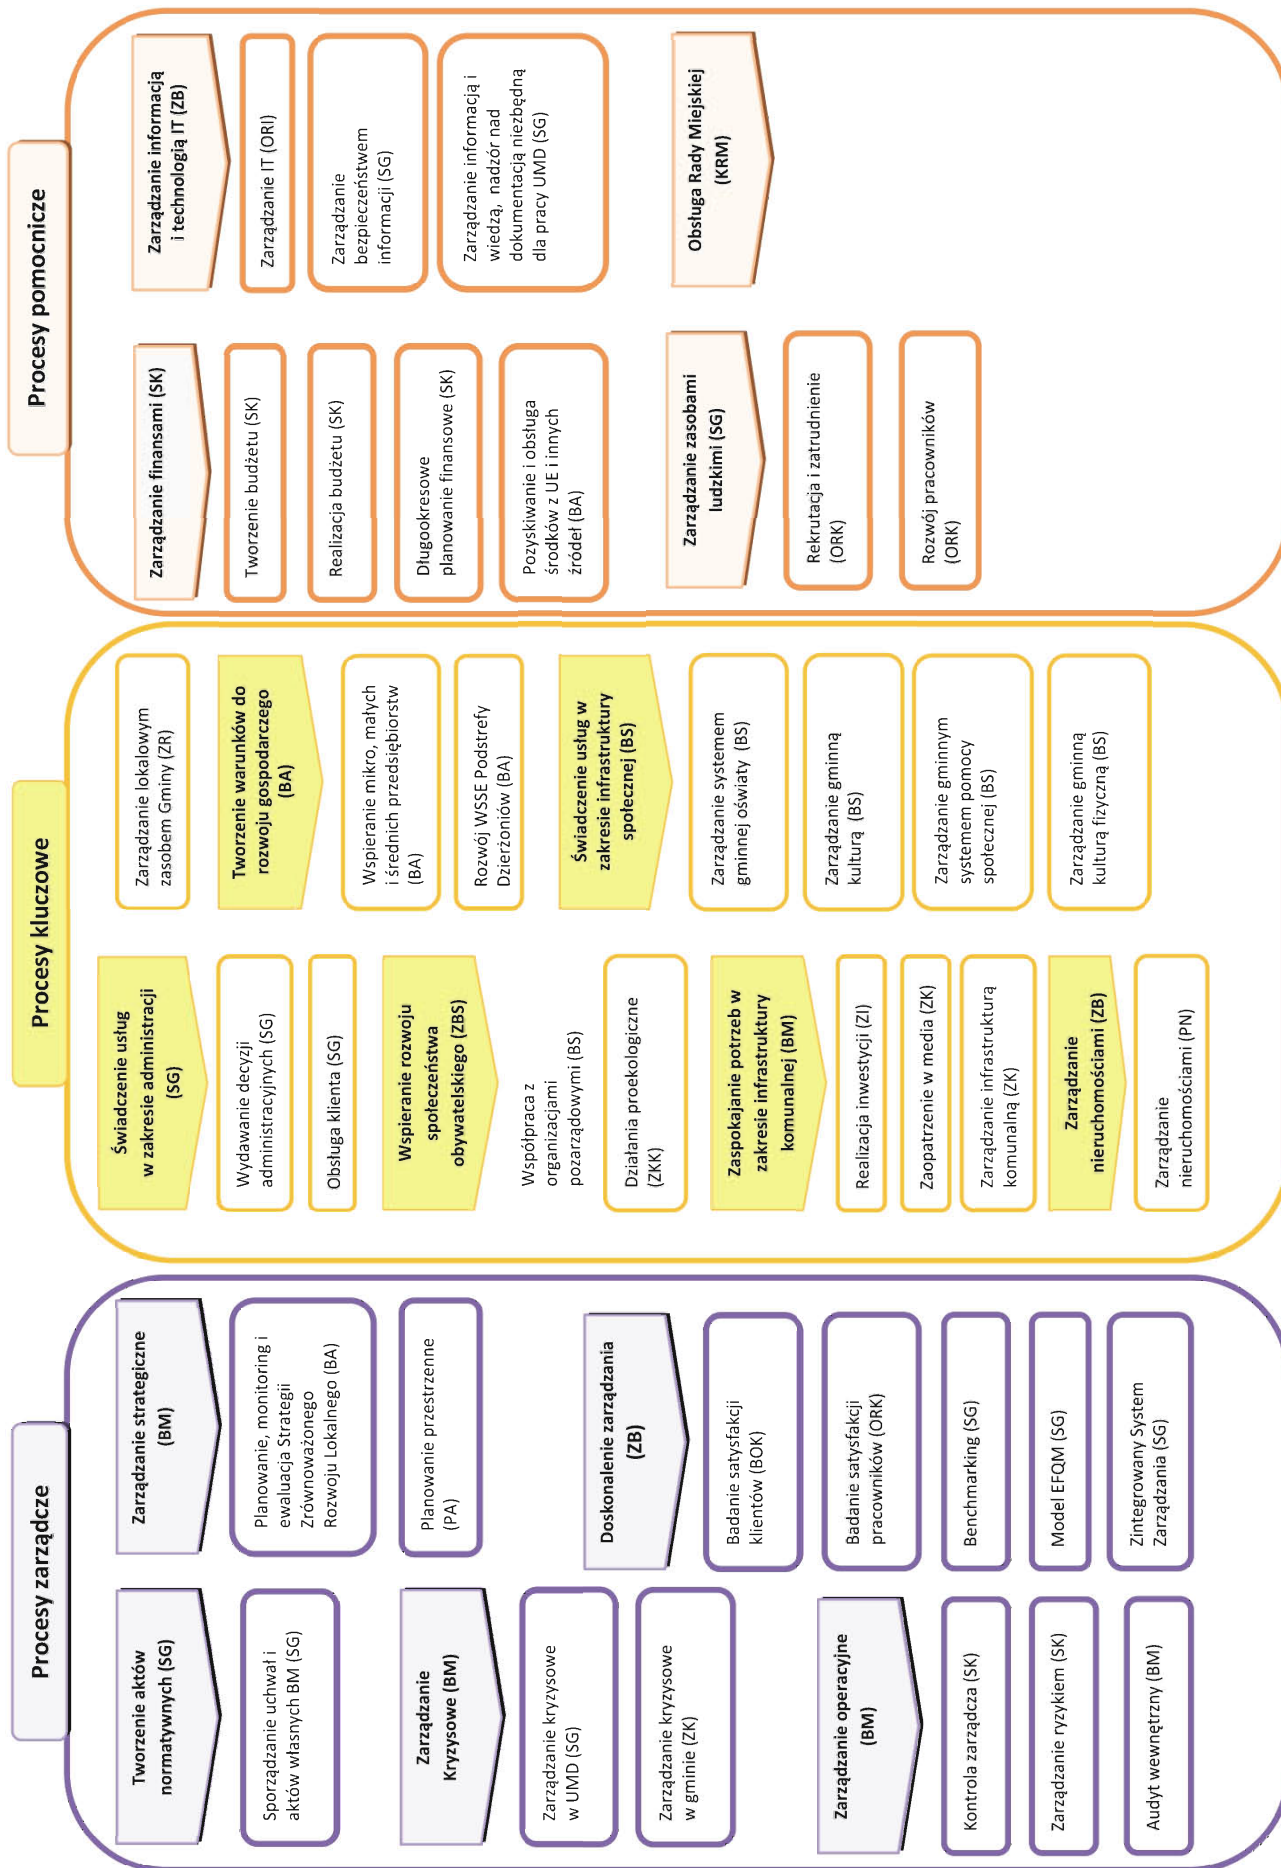 Procesy zarządcze
Tworzenie aktów
normatywnych (SG)
Sporządzanie uchwał i
aktów własnych BM (SG)
Zarządzanie
Kryzysowe (BM)
Zarządzanie kryzysowe
w UMD (SG)
Zarządzanie kryzysowe
w gminie (ZK)
Zarządzanie operacyjne
(BM)
Kontrola zarządcza (SK)
Zarządzanie ryzykiem (SK)
Audyt wewnętrzny (BM)
Zarządzanie strategiczne
(BM)
Planowanie, monitoring i
ewaluacja Strategii
Zrównoważonego
Rozwoju Lokalnego (BA)
Planowanie przestrzenne
(PA)
Doskonalenie zarządzania
(ZB)
Badanie satysfakcji
klientów (BOK)
Badanie satysfakcji
pracowników (ORK)
Benchmarking (SG)
Model EFQM (SG)
Zintegrowany System
Zarządzania (SG)
Procesy kluczowe
Świadczenie usług
w zakresie administracji
(SG)
Wydawanie decyzji
administracyjnych (SG)
Obsługa klienta (SG)
Wspieranie rozwoju
społeczeństwa
obywatelskiego (ZBS)
Współpraca z
organizacjami
pozarządowymi (BS)
Działania proekologiczne
(ZKK)
Zaspokajanie potrzeb w
zakresie infrastruktury
komunalnej (BM)
Realizacja inwestycji (ZI)
Zaopatrzenie w media (ZK)
Zarządzanie infrastrukturą
komunalną (ZK)
Zarządzanie
nieruchomościami (ZB)
Zarządzanie
nieruchomościami (PN)
Zarządzanie lokalowym
zasobem Gminy (ZR)
Tworzenie warunków do
rozwoju gospodarczego
(BA)
Wspieranie mikro, małych
i średnich przedsiębiorstw
(BA)
Rozwój WSSE Podstrefy
Dzierżoniów (BA)
Świadczenie usług w
zakresie infrastruktury
społecznej (BS)
Zarządzanie systemem
gminnej oświaty (BS)
Zarządzanie gminną
kulturą (BS)
Zarządzanie gminnym
systemem pomocy
społecznej (BS)
Zarządzanie gminną
kulturą fizyczną (BS)
Procesy pomocnicze
Zarządzanie finansami (SK)
Tworzenie budżetu (SK)
Realizacja budżetu (SK)
Długookresowe
planowanie finansowe (SK)
Pozyskiwanie i obsługa
środków z UE i innych
źródeł (BA)
Zarządzanie zasobami
ludzkimi (SG)
Rekrutacja i zatrudnienie
(ORK)
Rozwój pracowników
(ORK)
Zarządzanie informacją
i technologią IT (ZB)
Zarządzanie IT (ORI)
Zarządzanie
bezpieczeństwem
informacji (SG)
Zarządzanie informacją i
wiedzą, nadzór nad
dokumentacją niezbędną
dla pracy UMD (SG)
Obsługa Rady Miejskiej
(KRM)